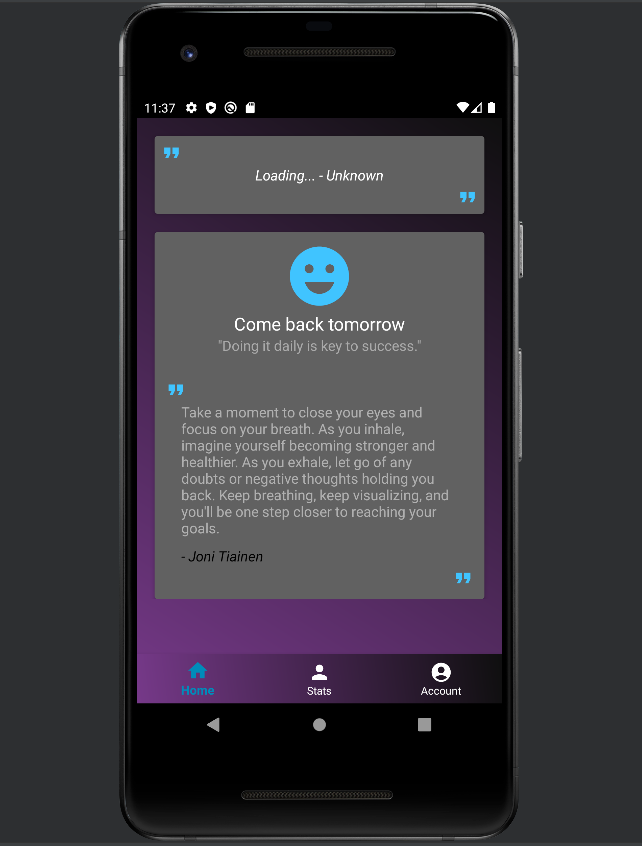 11:37
Loading... - Unknown
Come back tomorrow
"Doing it daily is key to success."
Take a moment to close your eyes and
focus on your breath. As you inhale,
imagine yourself becoming stronger and
healthier. As you exhale, let go of any
doubts or negative thoughts holding you
back. Keep breathing, keep visualizing, and
you'll be one step closer to reaching your
goals.
- Joni Tiainen
Home Stats Account